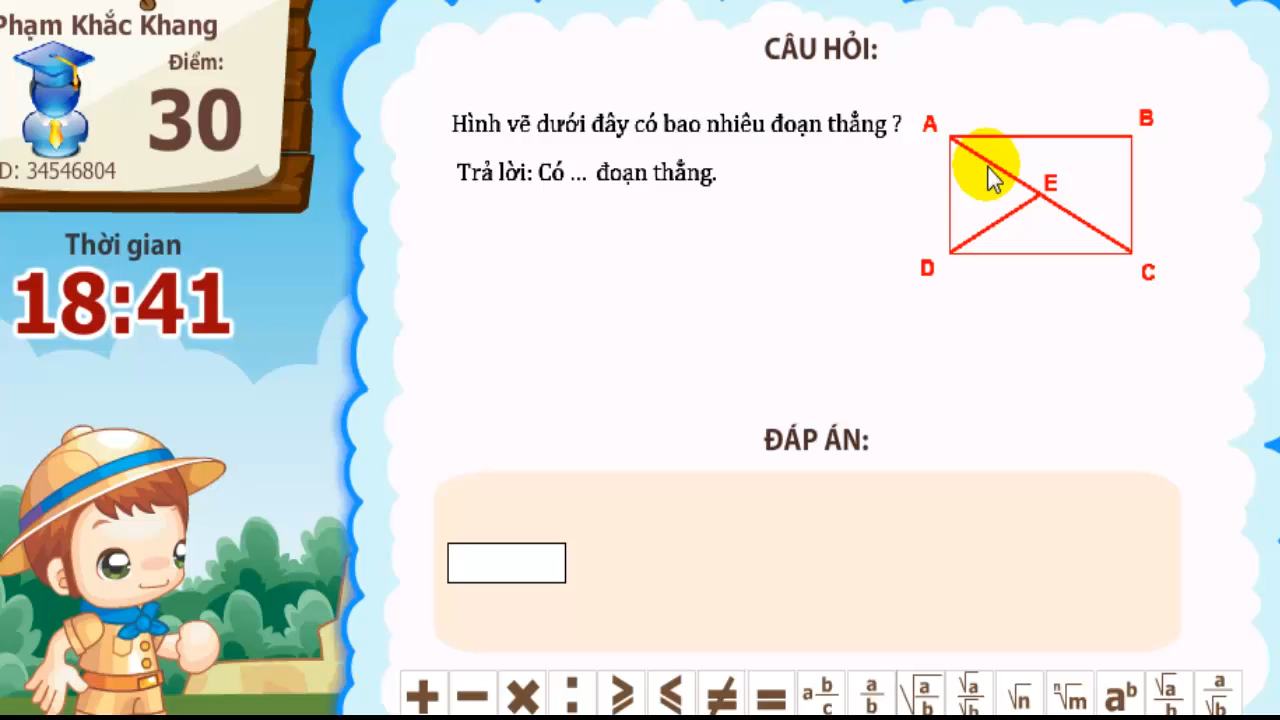 Phạm Khắc Khang
Điểm:
30
D: 34546804
Thời gian
18:41
CÂU HỎI:
Hình vẽ dưới đây có bao nhiêu đoạn thẳng ?
Trả lời: Có ... đoạn thẳng.
A
B
E
D
C
ĐÁP ÁN:
+ − × : > < ≠ = a b/c a/b √a/b √a/√b √n ⁿ√m aᵇ √a/b a/√b